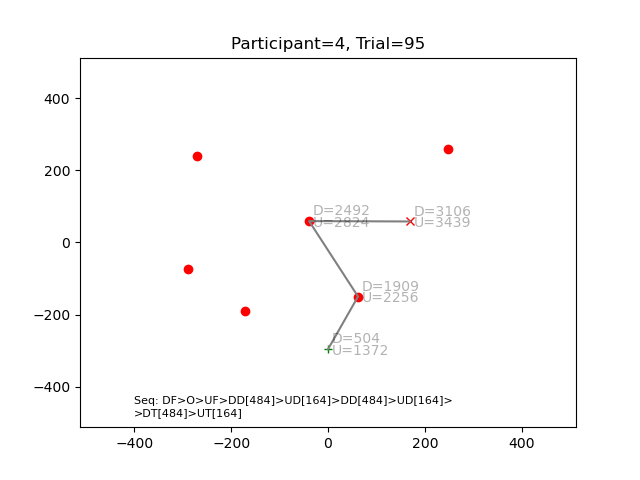 Participant=4, Trial=95
400
200
0
−200
−400
D=2492
U=2824
D=3106
U=3439
D=1909
U=2256
D=504
U=1372
Seq: DF>O>UF>DD[484]>UD[164]>DD[484]>UD[164]>
>DT[484]>UT[164]
−400 −200 0 200 400